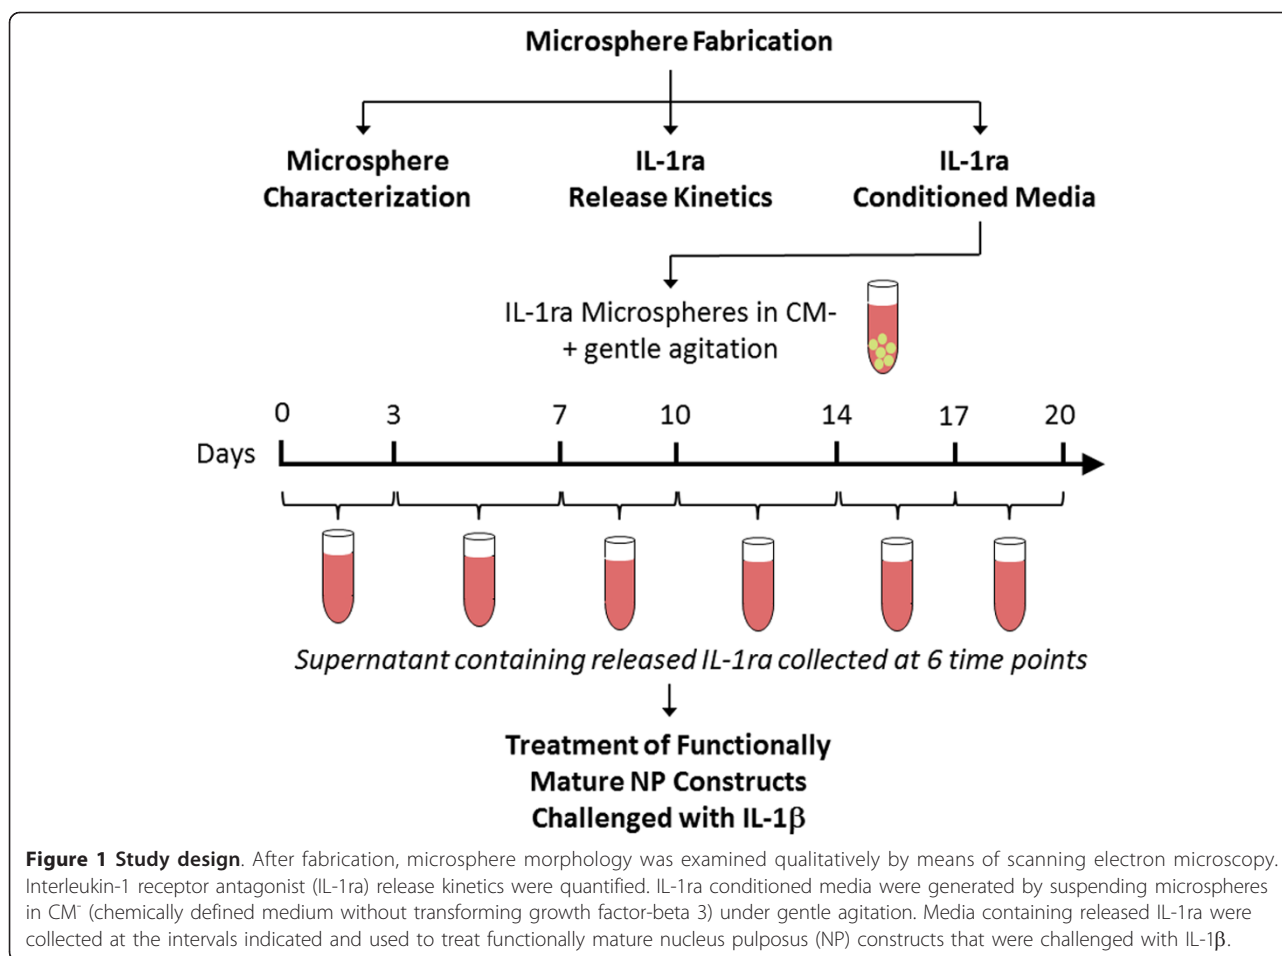 Microsphere Fabrication
Microsphere
Characterization
IL-1ra
Release Kinetics
IL-1ra
Conditioned Media
IL-1ra Microspheres in CM-
+ gentle agitation
0 3 7 10 14 17 20
Days
Supernatant containing released IL-1ra collected at 6 time points
Treatment of Functionally
Mature NP Constructs
Challenged with IL-1β
Figure 1 Study design. After fabrication, microsphere morphology was examined qualitatively by means of scanning electron microscopy.
Interleukin-1 receptor antagonist (IL-1ra) release kinetics were quantified. IL-1ra conditioned media were generated by suspending microspheres
in CM⁻ (chemically defined medium without transforming growth factor-beta 3) under gentle agitation. Media containing released IL-1ra were
collected at the intervals indicated and used to treat functionally mature nucleus pulposus (NP) constructs that were challenged with IL-1β.